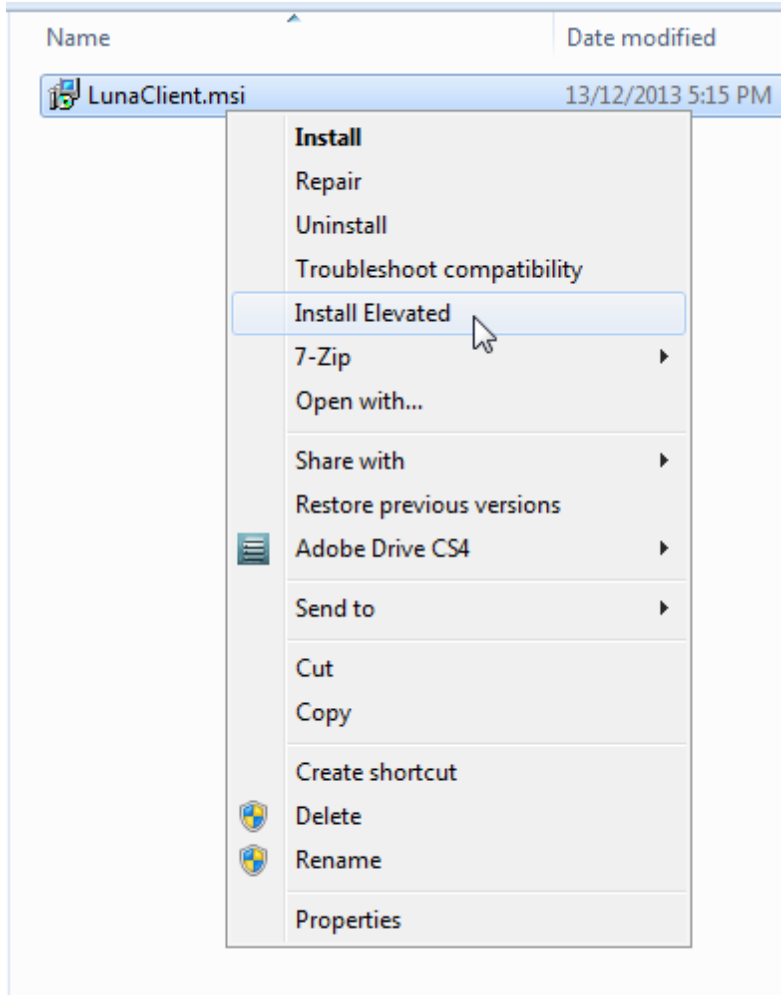 Name Date modified
LunaClient.msi 13/12/2013 5:15 PM
Install
Repair
Uninstall
Troubleshoot compatibility
Install Elevated
7-Zip
Open with...
Share with
Restore previous versions
Adobe Drive CS4
Send to
Cut
Copy
Create shortcut
Delete
Rename
Properties